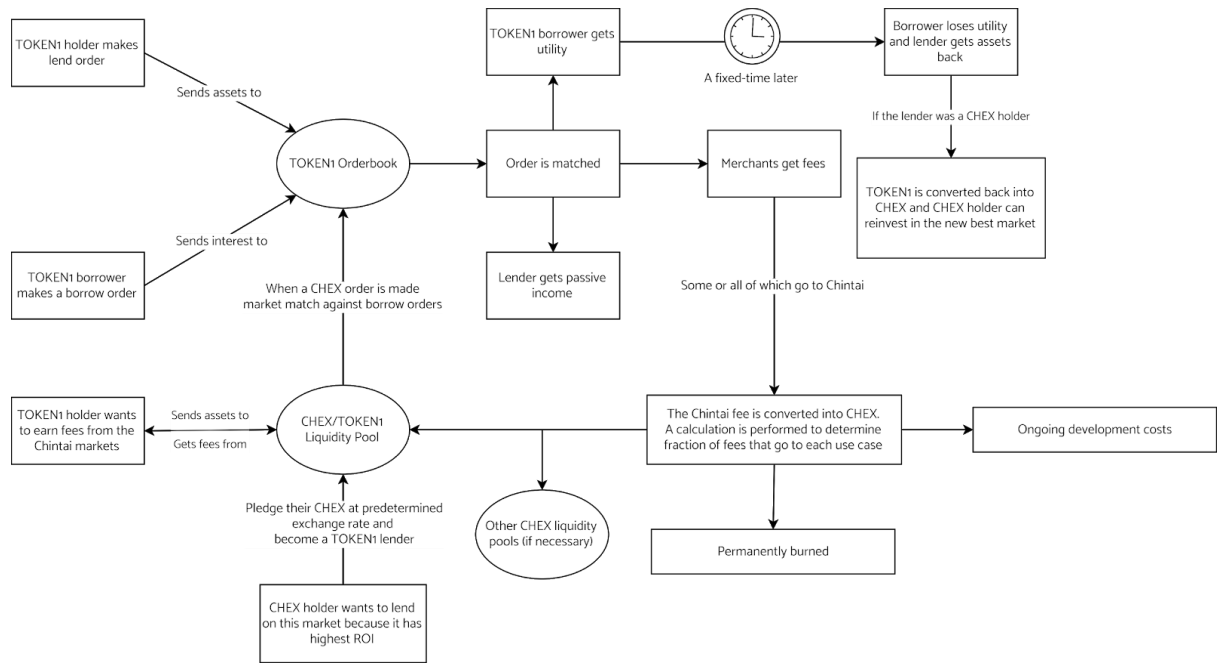 TOKEN1 holder makes
lend order
Sends assets to
TOKEN1 Orderbook
Sends interest to
TOKEN1 borrower
makes a borrow order
When a CHEX order is made
market match against borrow orders
TOKEN1 borrower gets
utility
A fixed-time later
Borrower loses utility
and lender gets assets
back
If the lender was a CHEX holder
TOKEN1 is converted back into
CHEX and CHEX holder can
reinvest in the new best market
Order is matched
Merchants get fees
Lender gets passive
income
Some or all of which go to Chintai
TOKEN1 holder wants
to earn fees from the
Chintai markets
Sends assets to
Gets fees from
CHEX/TOKEN1
Liquidity Pool
The Chintai fee is converted into CHEX.
A calculation is performed to determine
fraction of fees that go to each use case
Ongoing development costs
Pledge their CHEX at predetermined
exchange rate and
become a TOKEN1 lender
Other CHEX liquidity
pools (if necessary)
Permanently burned
CHEX holder wants to lend
on this market because it has
highest ROI